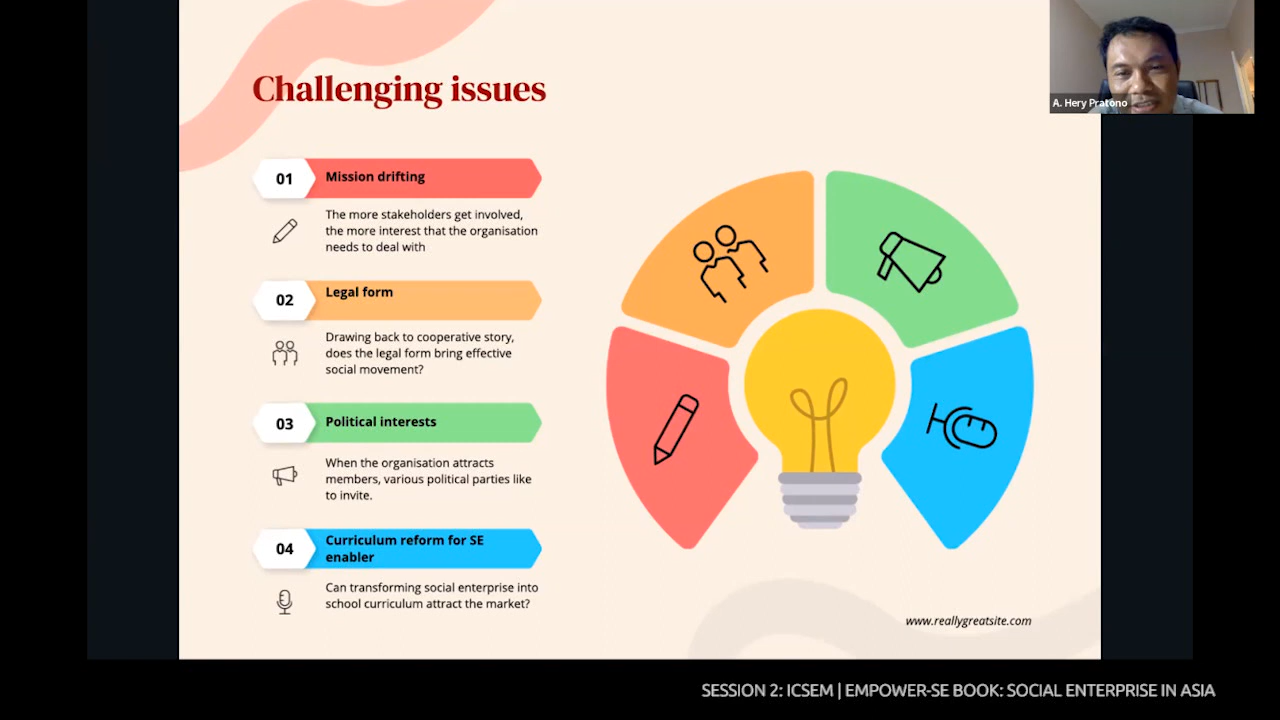 Challenging issues
A. Hery Pratono
01
Mission drifting
The more stakeholders get involved,
the more interest that the organisation
needs to deal with
02
Legal form
Drawing back to cooperative story,
does the legal form bring effective
social movement?
03
Political interests
When the organisation attracts
members, various political parties like
to invite.
04
Curriculum reform for SE
enabler
Can transforming social enterprise into
school curriculum attract the market?
www.reallygreatsite.com
SESSION 2: ICSEM | EMPOWER-SE BOOK: SOCIAL ENTERPRISE IN ASIA